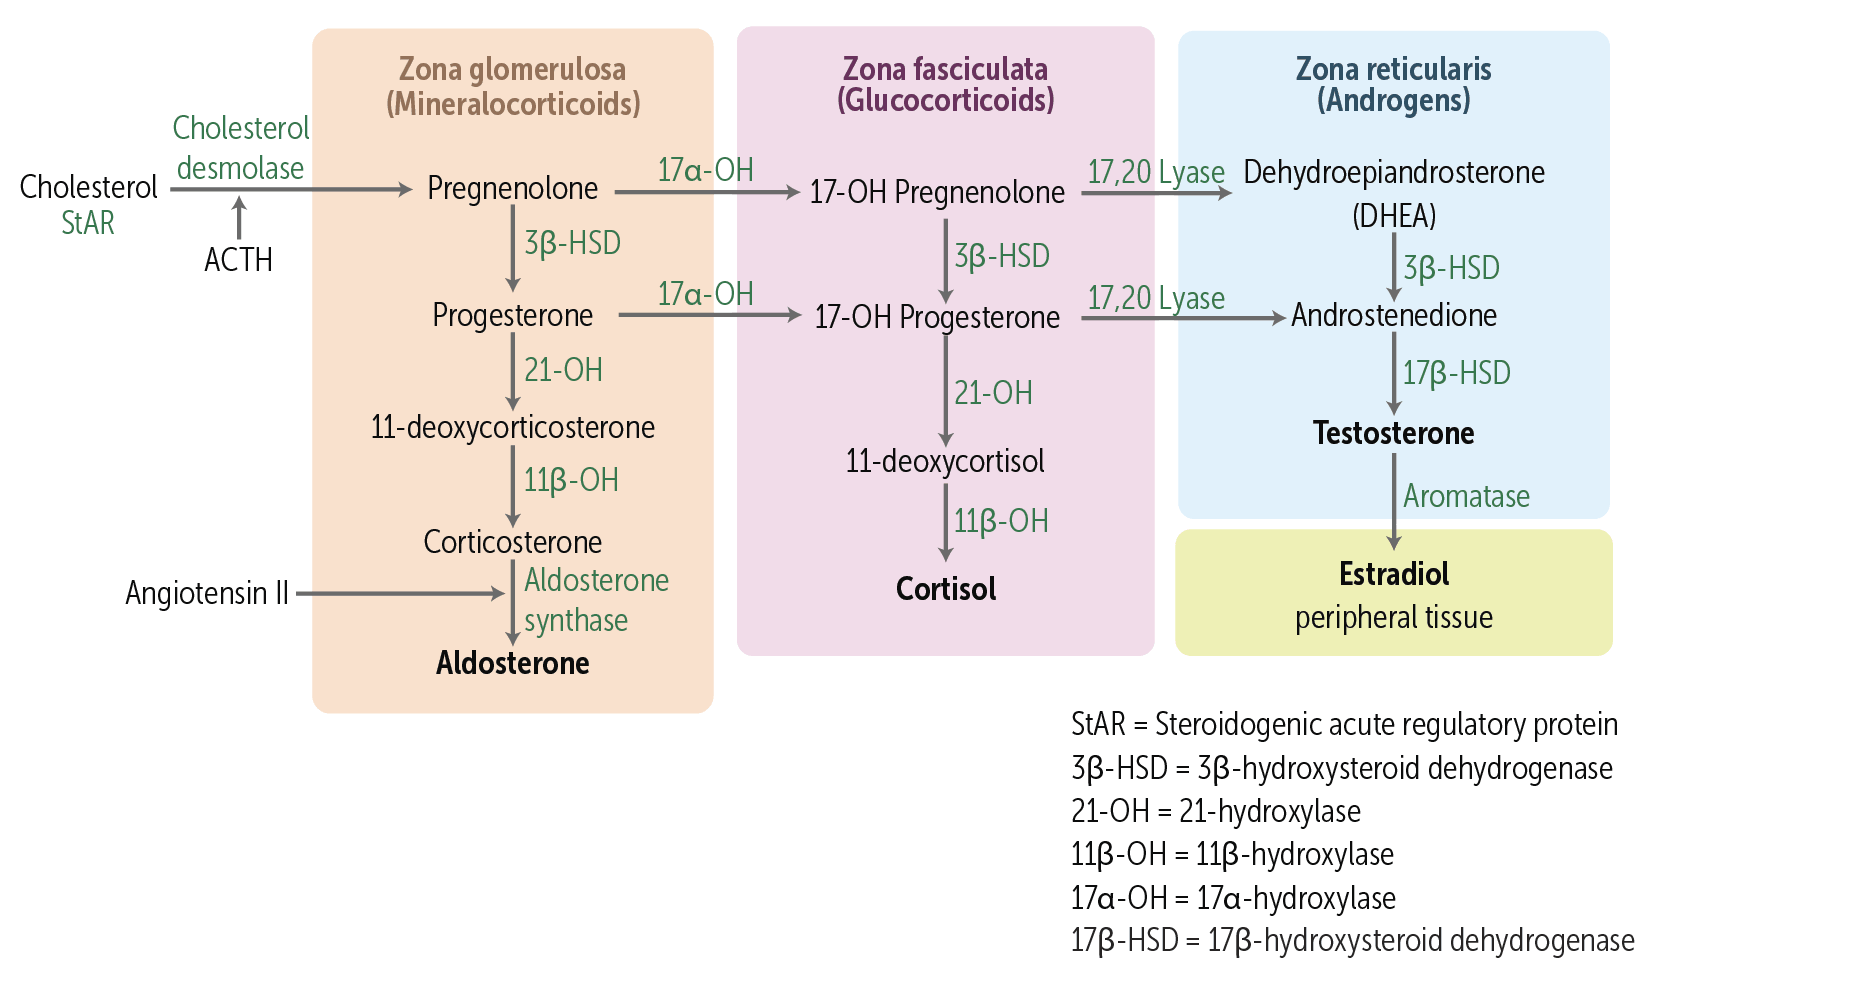 Zona glomerulosa
(Mineralocorticoids)
Zona fasciculata
(Glucocorticoids)
Zona reticularis
(Androgens)
Cholesterol
desmolase
Cholesterol
StAR
ACTH
Pregnenolone
17α-OH
17-OH Pregnenolone
17,20 Lyase
Dehydroepiandrosterone
(DHEA)
3β-HSD
3β-HSD
3β-HSD
Progesterone
17α-OH
17-OH Progesterone
17,20 Lyase
Androstenedione
21-OH
21-OH
17β-HSD
11-deoxycorticosterone
11-deoxycortisol
Testosterone
11β-OH
11β-OH
Aromatase
Corticosterone
Angiotensin II
Aldosterone
synthase
Aldosterone
Cortisol
Estradiol
peripheral tissue
StAR = Steroidogenic acute regulatory protein
3β-HSD = 3β-hydroxysteroid dehydrogenase
21-OH = 21-hydroxylase
11β-OH = 11β-hydroxylase
17α-OH = 17α-hydroxylase
17β-HSD = 17β-hydroxysteroid dehydrogenase